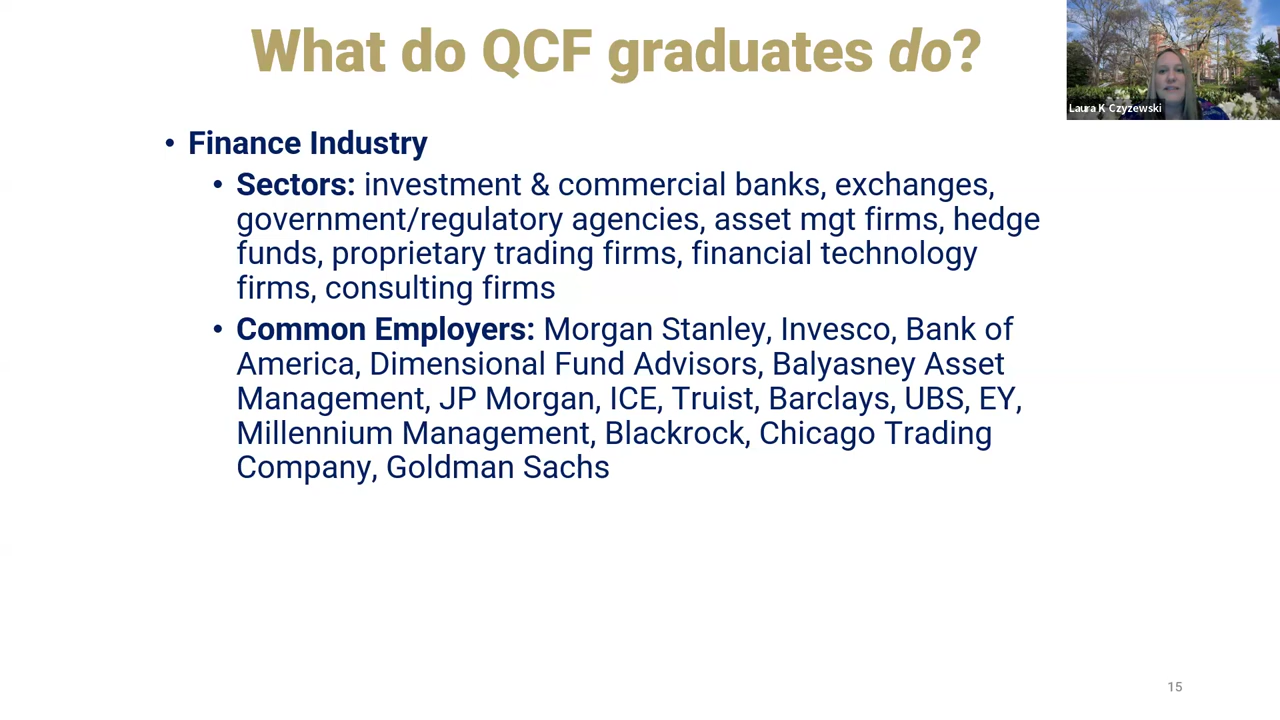 What do QCF graduates do?
Laura K Czyzewski
• Finance Industry
• Sectors: investment & commercial banks, exchanges,
government/regulatory agencies, asset mgt firms, hedge
funds, proprietary trading firms, financial technology
firms, consulting firms
• Common Employers: Morgan Stanley, Invesco, Bank of
America, Dimensional Fund Advisors, Balyasney Asset
Management, JP Morgan, ICE, Truist, Barclays, UBS, EY,
Millennium Management, Blackrock, Chicago Trading
Company, Goldman Sachs
15